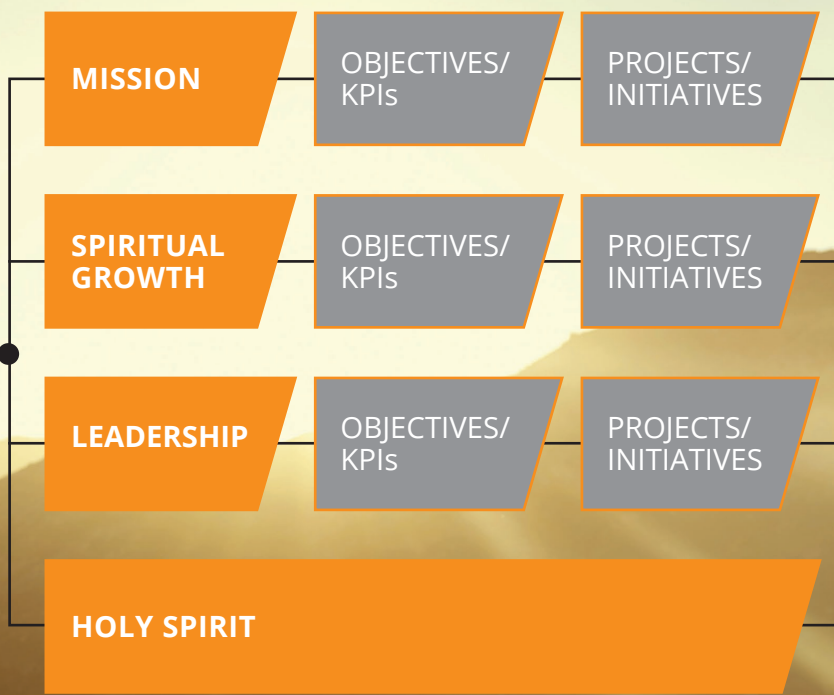 MISSION
OBJECTIVES/
KPIs
PROJECTS/
INITIATIVES
SPIRITUAL
GROWTH
OBJECTIVES/
KPIs
PROJECTS/
INITIATIVES
LEADERSHIP
OBJECTIVES/
KPIs
PROJECTS/
INITIATIVES
HOLY SPIRIT